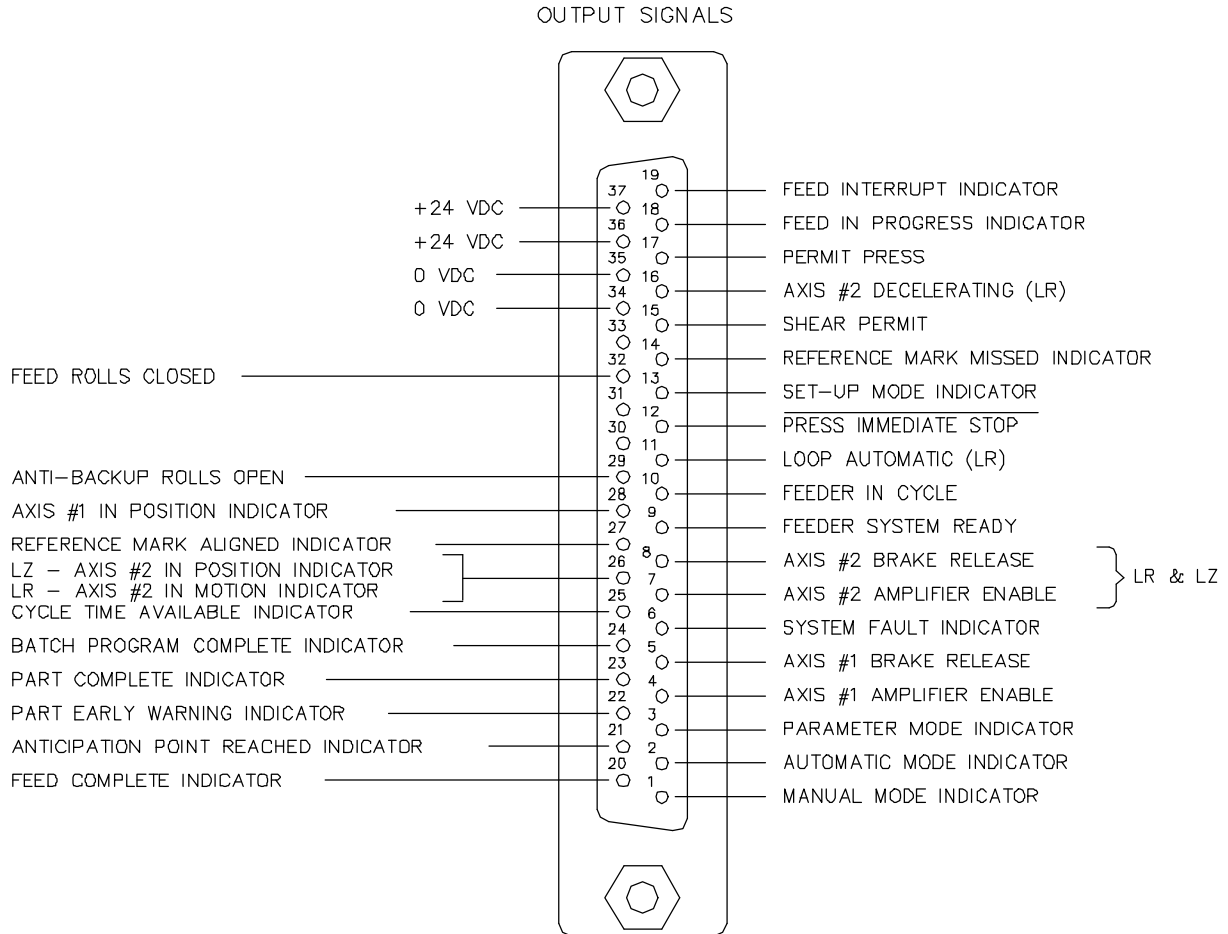 OUTPUT SIGNALS
19
FEED INTERRUPT INDICATOR
37
+24 VDC
18
FEED IN PROGRESS INDICATOR
36
+24 VDC
17
PERMIT PRESS
35
0 VDC
16
AXIS #2 DECELERATING (LR)
34
0 VDC
15
SHEAR PERMIT
33
14
REFERENCE MARK MISSED INDICATOR
32
FEED ROLLS CLOSED
13
SET-UP MODE INDICATOR
31
12
PRESS IMMEDIATE STOP
30
11
LOOP AUTOMATIC (LR)
29
ANTI-BACKUP ROLLS OPEN
10
FEEDER IN CYCLE
28
AXIS #1 IN POSITION INDICATOR
9
FEEDER SYSTEM READY
27
REFERENCE MARK ALIGNED INDICATOR
8
AXIS #2 BRAKE RELEASE
LR & LZ
26
LZ - AXIS #2 IN POSITION INDICATOR
LR - AXIS #2 IN MOTION INDICATOR
7
AXIS #2 AMPLIFIER ENABLE
25
CYCLE TIME AVAILABLE INDICATOR
6
SYSTEM FAULT INDICATOR
24
BATCH PROGRAM COMPLETE INDICATOR
5
AXIS #1 BRAKE RELEASE
23
PART COMPLETE INDICATOR
4
AXIS #1 AMPLIFIER ENABLE
22
PART EARLY WARNING INDICATOR
3
PARAMETER MODE INDICATOR
21
ANTICIPATION POINT REACHED INDICATOR
2
AUTOMATIC MODE INDICATOR
20
FEED COMPLETE INDICATOR
1
MANUAL MODE INDICATOR